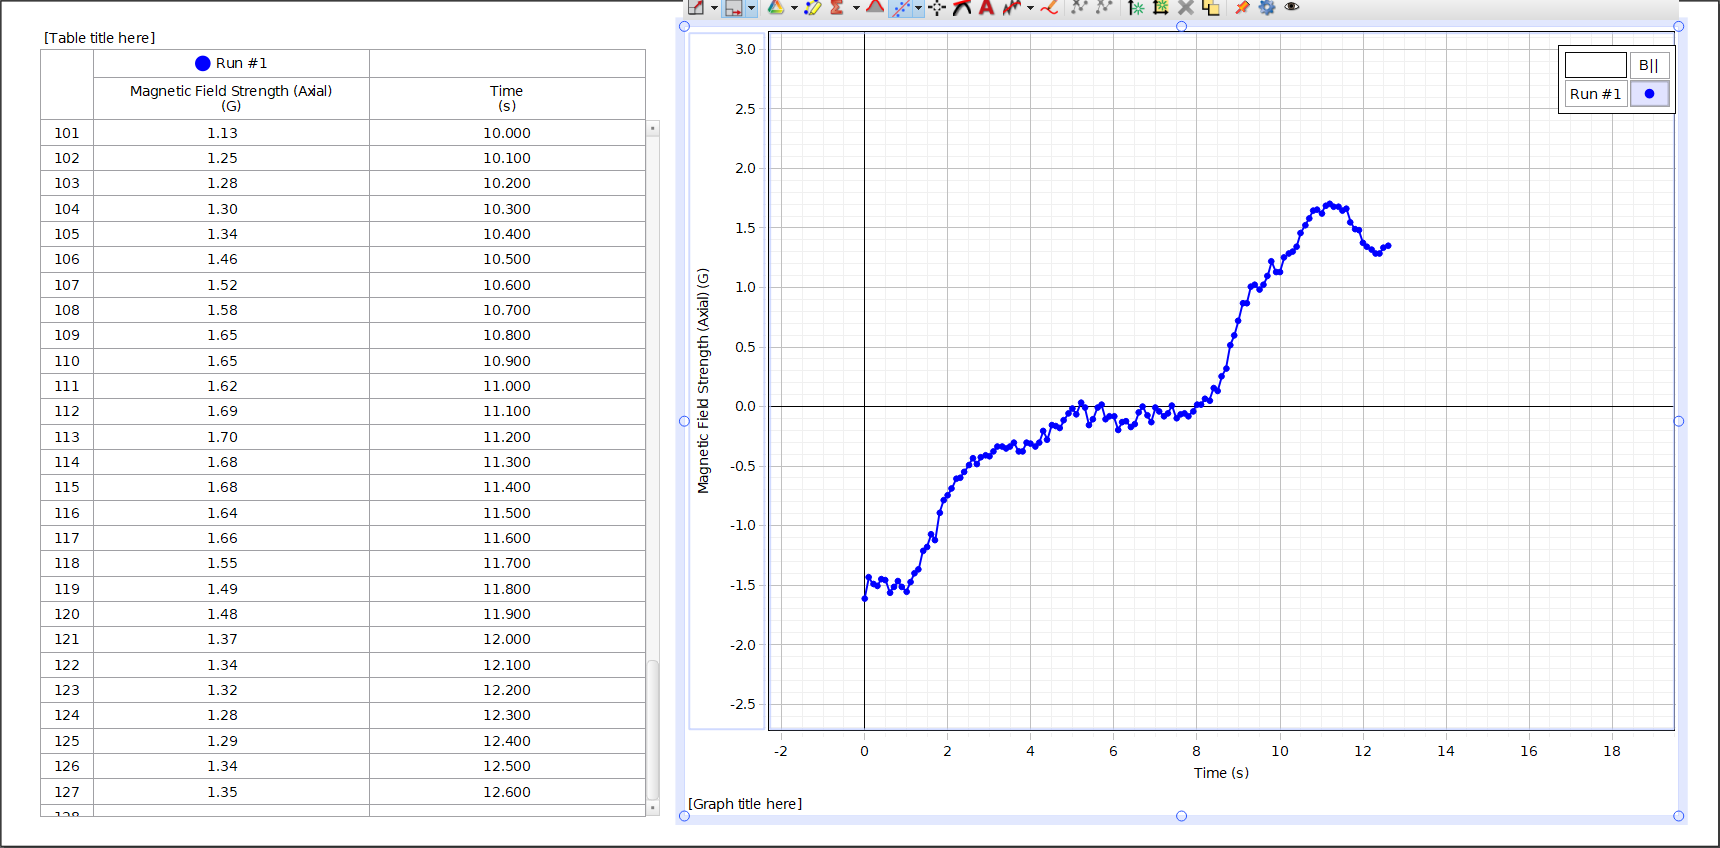 [Table title here]
Run #1
Magnetic Field Strength (Axial) (G)
Time (s)
101 1.13 10.000
102 1.25 10.100
103 1.28 10.200
104 1.30 10.300
105 1.34 10.400
106 1.46 10.500
107 1.52 10.600
108 1.58 10.700
109 1.65 10.800
110 1.65 10.900
111 1.62 11.000
112 1.69 11.100
113 1.70 11.200
114 1.68 11.300
115 1.68 11.400
116 1.64 11.500
117 1.66 11.600
118 1.55 11.700
119 1.49 11.800
120 1.48 11.900
121 1.37 12.000
122 1.34 12.100
123 1.32 12.200
124 1.28 12.300
125 1.29 12.400
126 1.34 12.500
127 1.35 12.600
Magnetic Field Strength (Axial) (G)
3.0
2.5
2.0
1.5
1.0
0.5
0.0
-0.5
-1.0
-1.5
-2.0
-2.5
B||
Run #1
-2 0 2 4 6 8 10 12 14 16 18
Time (s)
[Graph title here]